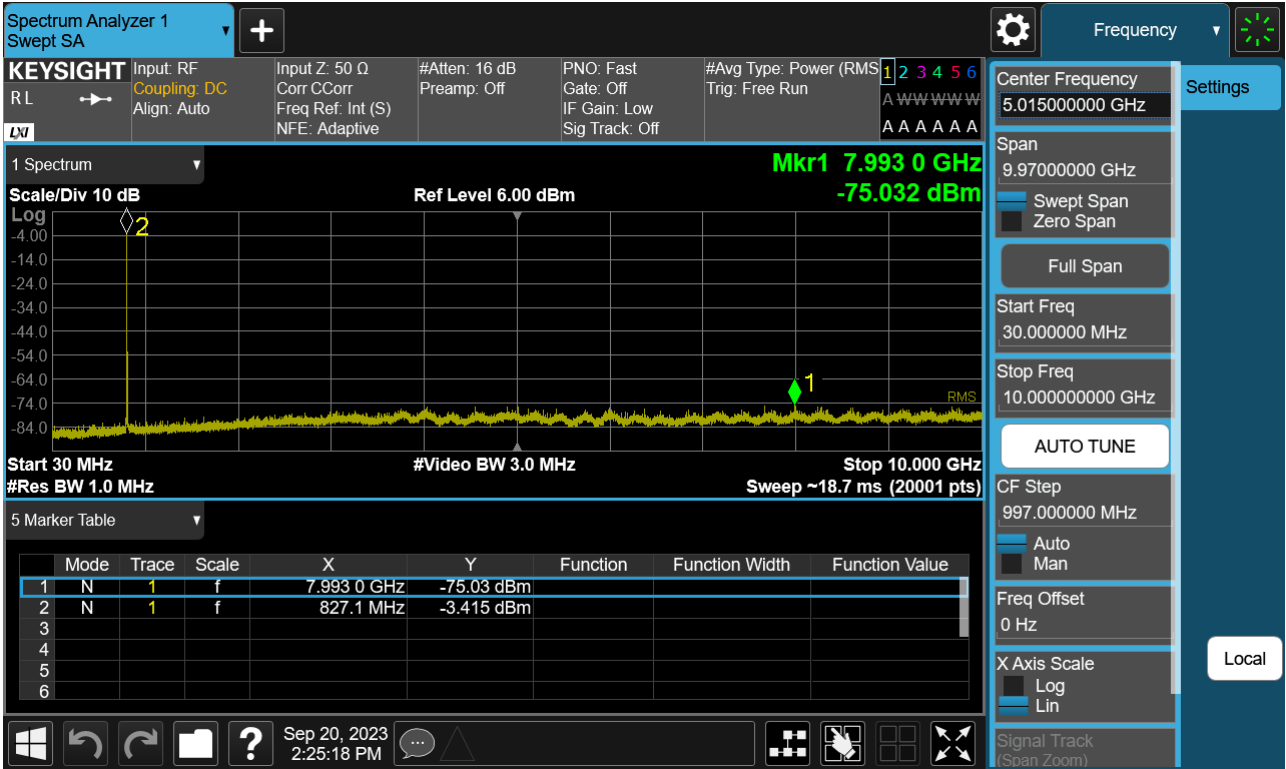 Spectrum Analyzer 1
Swept SA
+
Frequency
KEYSIGHT
R L
LXI
Input: RF
Coupling: DC
Align: Auto
Input Z: 50 Ω
Corr CCorr
Freq Ref: Int (S)
NFE: Adaptive
#Atten: 16 dB
Preamp: Off
PNO: Fast
Gate: Off
IF Gain: Low
Sig Track: Off
#Avg Type: Power (RMS
Trig: Free Run
1 2 3 4 5 6
A W W W W W
A A A A A A
1 Spectrum
Mkr1 7.993 0 GHz
-75.032 dBm
Scale/Div 10 dB
Ref Level 6.00 dBm
Log
-4.00
-14.0
-24.0
-34.0
-44.0
-54.0
-64.0
-74.0
-84.0
2
1
RMS
Start 30 MHz
#Video BW 3.0 MHz
Stop 10.000 GHz
#Res BW 1.0 MHz
Sweep ~18.7 ms (20001 pts)
5 Marker Table
Mode Trace Scale X Y Function Function Width Function Value
1 N 1 f 7.993 0 GHz -75.03 dBm
2 N 1 f 827.1 MHz -3.415 dBm
3
4
5
6
?
Sep 20, 2023
2:25:18 PM
Center Frequency
5.015000000 GHz
Settings
Span
9.97000000 GHz
Swept Span
Zero Span
Full Span
Start Freq
30.000000 MHz
Stop Freq
10.000000000 GHz
AUTO TUNE
CF Step
997.000000 MHz
Auto
Man
Freq Offset
0 Hz
X Axis Scale
Log
Lin
Local
Signal Track
(Span Zoom)